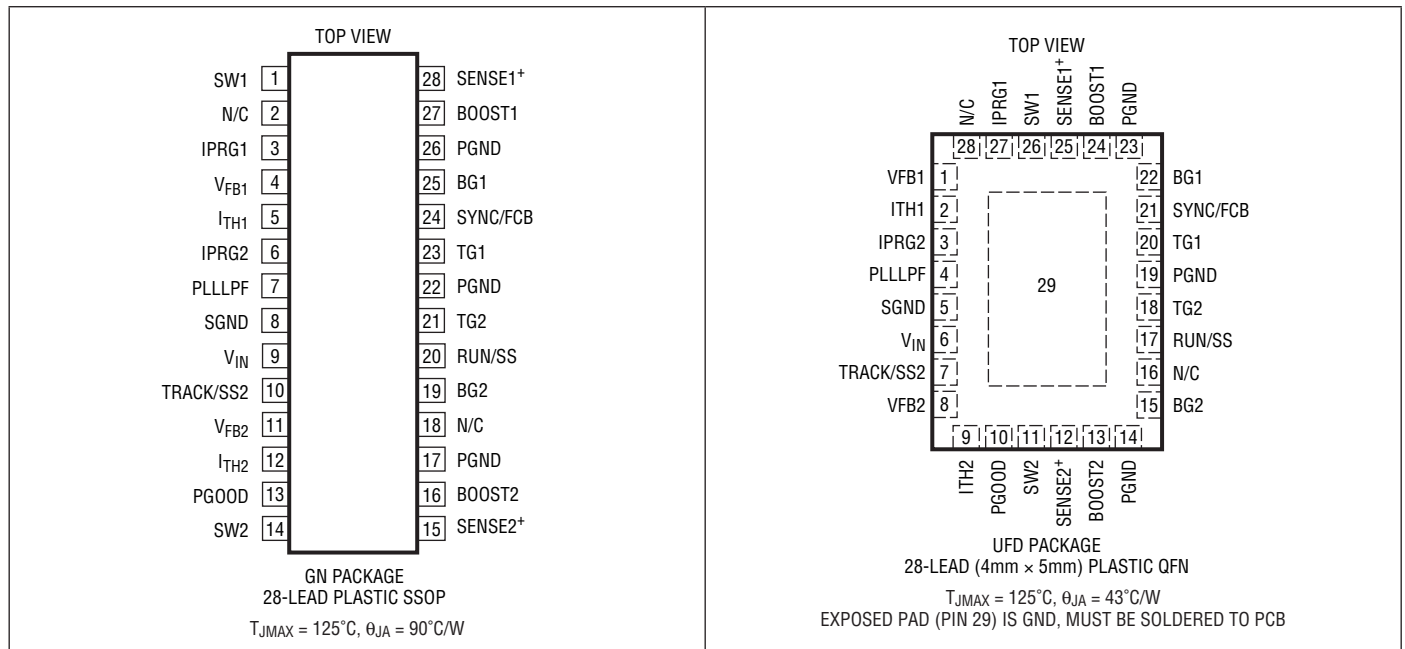 TOP VIEW
SW1 1
N/C 2
IPRG1 3
VFB1 4
ITH1 5
IPRG2 6
PLLLPF 7
SGND 8
VIN 9
TRACK/SS2 10
VFB2 11
ITH2 12
PGOOD 13
SW2 14
28 SENSE1+
27 BOOST1
26 PGND
25 BG1
24 SYNC/FCB
23 TG1
22 PGND
21 TG2
20 RUN/SS
19 BG2
18 N/C
17 PGND
16 BOOST2
15 SENSE2+
GN PACKAGE
28-LEAD PLASTIC SSOP
TJMAX = 125°C, θJA = 90°C/W
TOP VIEW
N/C IPRG1 SW1 SENSE1+ BOOST1 PGND
28 27 26 25 24 23
VFB1 1
ITH1 2
IPRG2 3
PLLLPF 4
SGND 5
VIN 6
TRACK/SS2 7
VFB2 8
29
22 BG1
21 SYNC/FCB
20 TG1
19 PGND
18 TG2
17 RUN/SS
16 N/C
15 BG2
9 10 11 12 13 14
ITH2 PGOOD SW2 SENSE2+ BOOST2 PGND
UFD PACKAGE
28-LEAD (4mm × 5mm) PLASTIC QFN
TJMAX = 125°C, θJA = 43°C/W
EXPOSED PAD (PIN 29) IS GND, MUST BE SOLDERED TO PCB